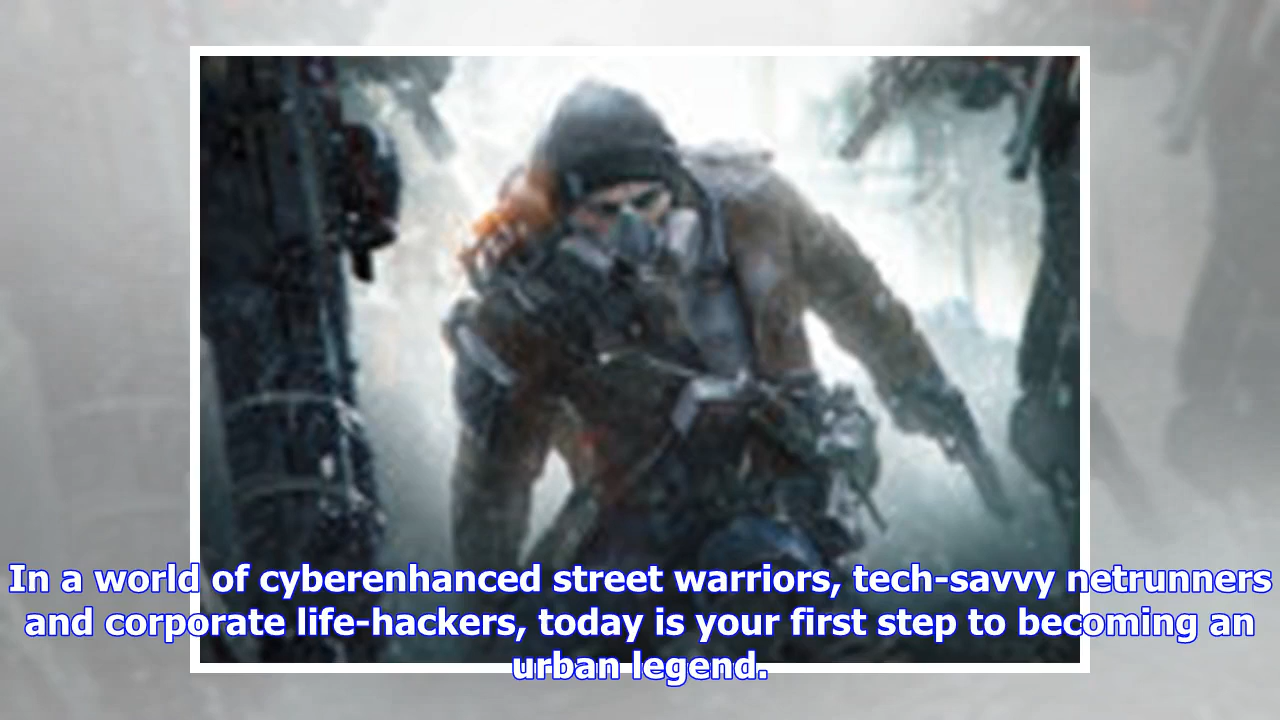 In a world of cyberenhanced street warriors, tech-savvy netrunners
and corporate life-hackers, today is your first step to becoming an
urban legend.